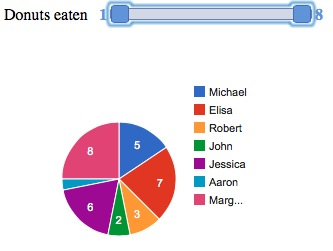 Donuts eaten 1 8
Michael
Elisa
Robert
John
Jessica
Aaron
Marg...
5
7
3
2
6
8